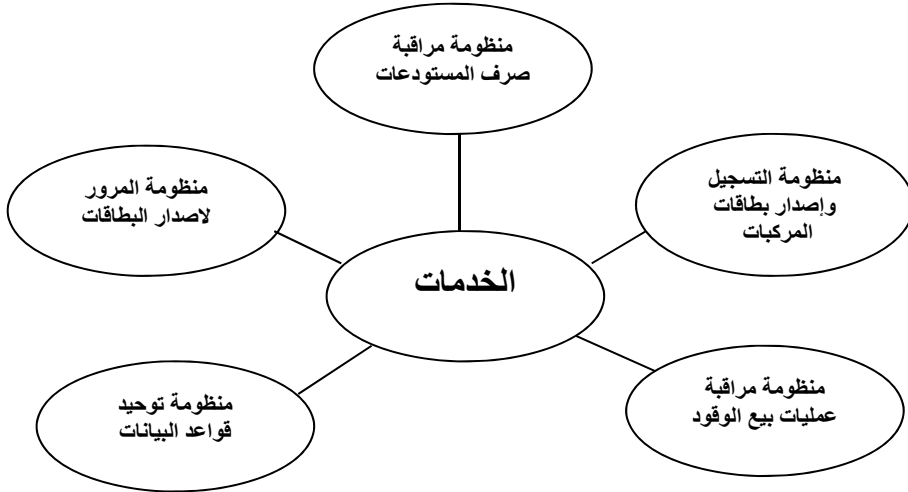 منظومة مراقبة
صرف المستودعات
منظومة التسجيل
وإصدار بطاقات
المركبات
منظومة المرور
لاصدار البطاقات
الخدمات
منظومة مراقبة
عمليات بيع الوقود
منظومة توحيد
قواعد البيانات